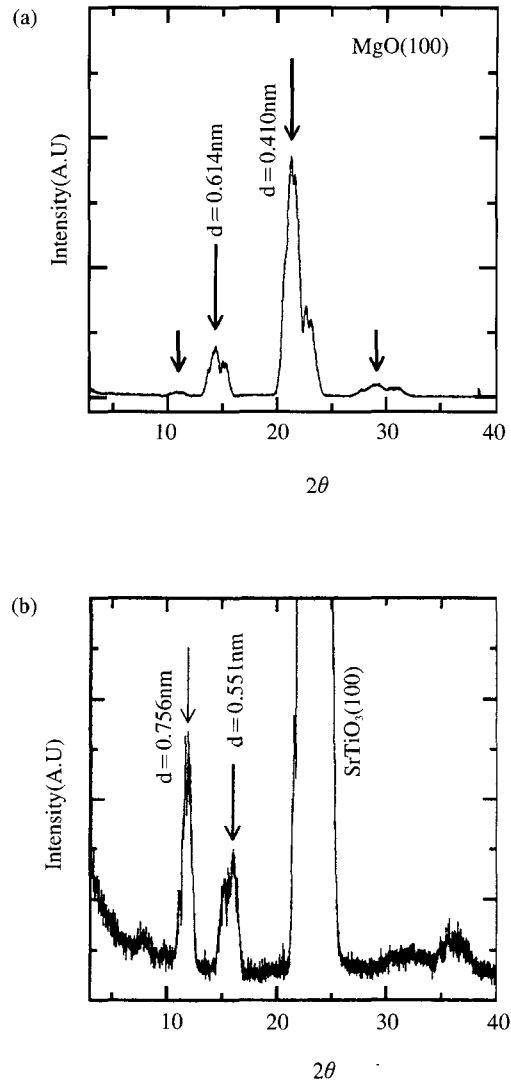 (a)
MgO(100)
d = 0.614nm
d = 0.410nm
Intensity(A.U)
10 20 30 40
2θ
(b)
d = 0.756nm
d = 0.551nm
SrTiO₃(100)
Intensity(A.U)
10 20 30 40
2θ